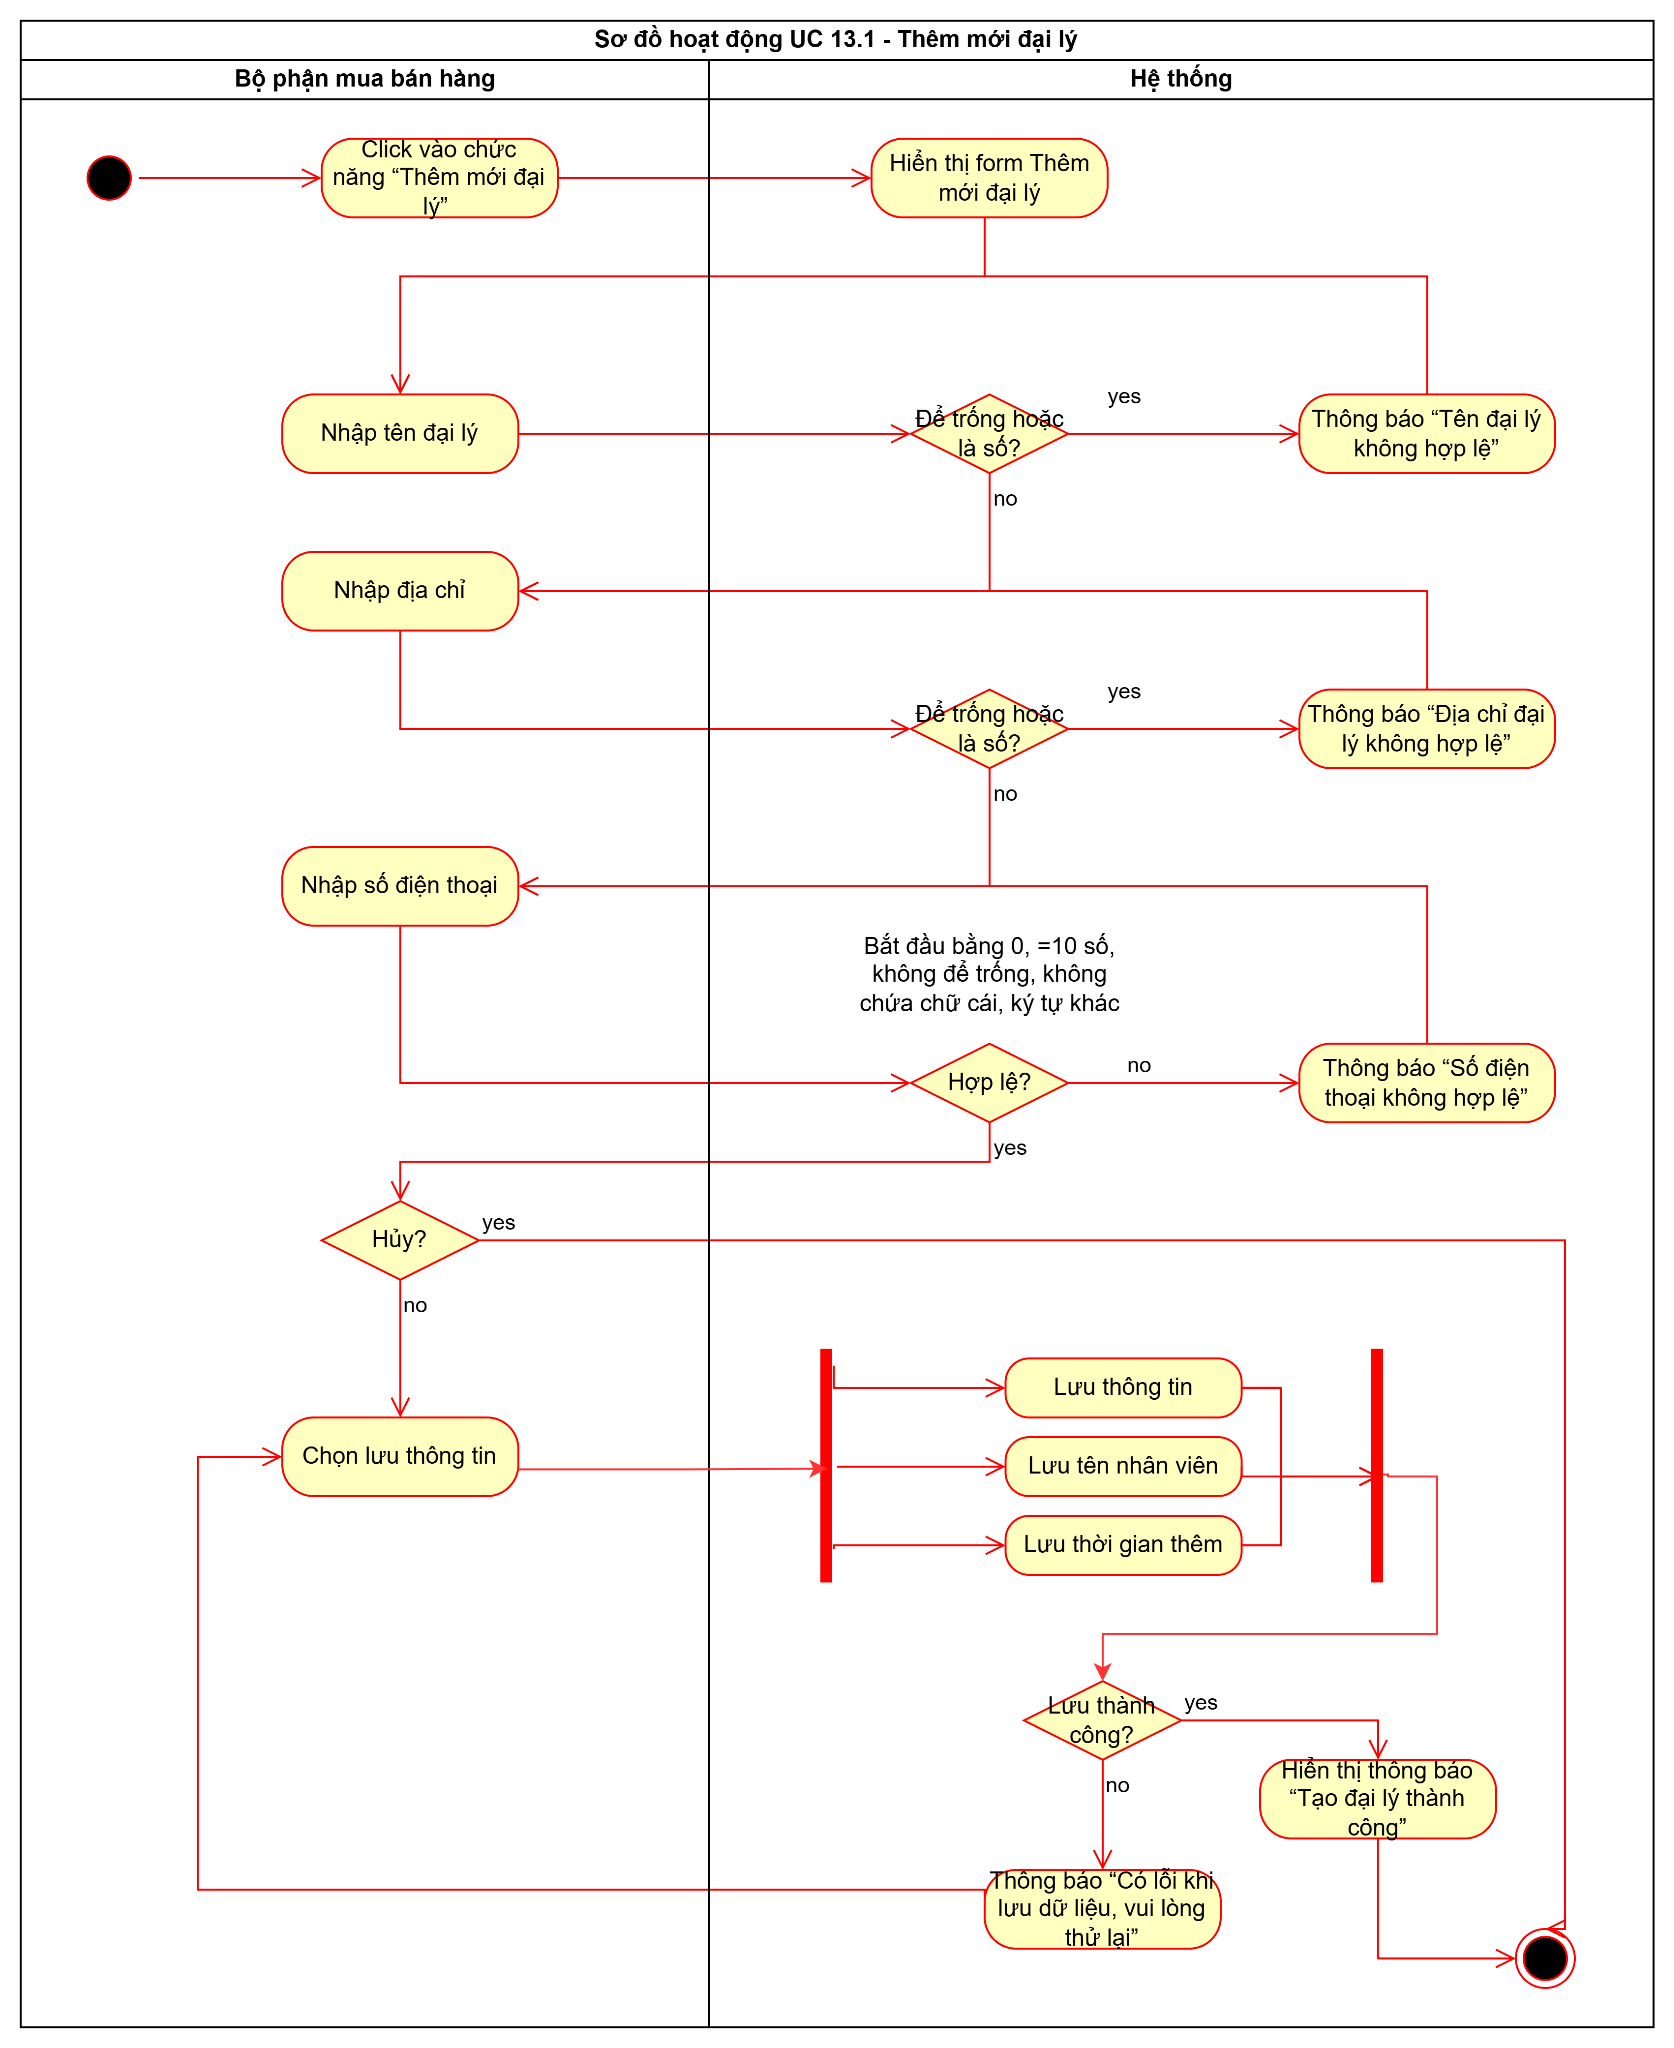 Sơ đồ hoạt động UC 13.1 - Thêm mới đại lý
Bộ phận mua bán hàng
Hệ thống
Click vào chức
năng “Thêm mới đại
lý”
Hiển thị form Thêm
mới đại lý
Nhập tên đại lý
Để trống hoặc
là số?
yes
Thông báo “Tên đại lý
không hợp lệ”
no
Nhập địa chỉ
Để trống hoặc
là số?
yes
Thông báo “Địa chỉ đại
lý không hợp lệ”
no
Nhập số điện thoại
Bắt đầu bằng 0, =10 số,
không để trống, không
chứa chữ cái, ký tự khác
Hợp lệ?
no
Thông báo “Số điện
thoại không hợp lệ”
yes
Hủy?
yes
no
Chọn lưu thông tin
Lưu thông tin
Lưu tên nhân viên
Lưu thời gian thêm
Lưu thành
công?
yes
Hiển thị thông báo
“Tạo đại lý thành
công”
no
Thông báo “Có lỗi khi
lưu dữ liệu, vui lòng
thử lại”